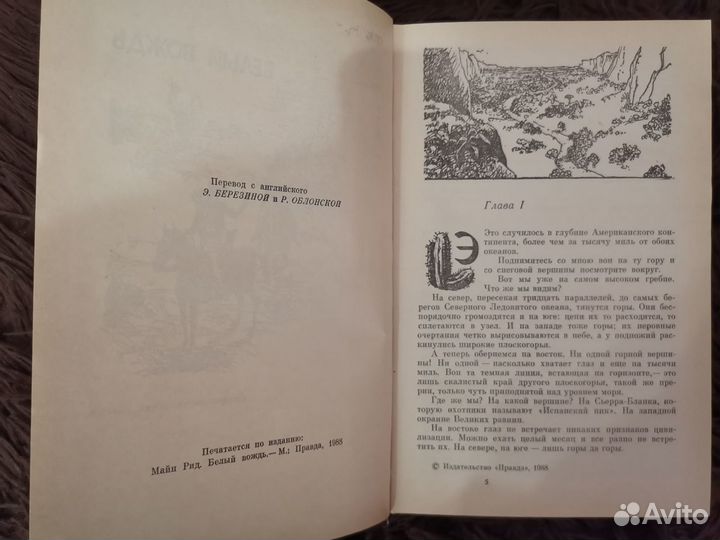 Перевод с английского
Э. БЕРЕЗИНОЙ и Р. ОБЛОНСКОЙ
Печатается по изданию:
Майн Рид. Белый вождь.— М.: Правда, 1988
Глава I
Это случилось в глубине Американского кон-
тинента, более чем за тысячу миль от обоих
океанов.
Поднимитесь со мною вон на ту гору и
со снеговой вершины посмотрите вокруг.
Вот мы уже на самом высоком гребне.
Что же мы видим?
На север, пересекая тридцать параллелей, до самых бе-
регов Северного Ледовитого океана, тянутся горы. Они бес-
порядочно громоздятся и на юге: цепи их то расходятся, то
сплетаются в узел. И на западе тоже горы; их неровные
очертания четко вырисовываются в небе, а у подножий рас-
кинулись широкие плоскогорья.
А теперь обернемся на восток. Ни одной горной верши-
ны! Ни одной — насколько хватает глаз и еще на тысячи
миль. Вон та темная линия, встающая на горизонте,— это
лишь скалистый край другого плоскогорья, такой же пре-
рии, только чуть приподнятой над уровнем моря.
Где же мы? На какой вершине? На Сьерра-Бланка, ко-
торую охотники называют «Испанский пик». На западной
окраине Великих равнин.
На востоке глаз не встречает никаких признаков циви-
лизации. Можно ехать целый месяц и все равно не встре-
тить их. На севере, на юге — лишь горы да горы.
© Издательство «Правда», 1988
5
Avito